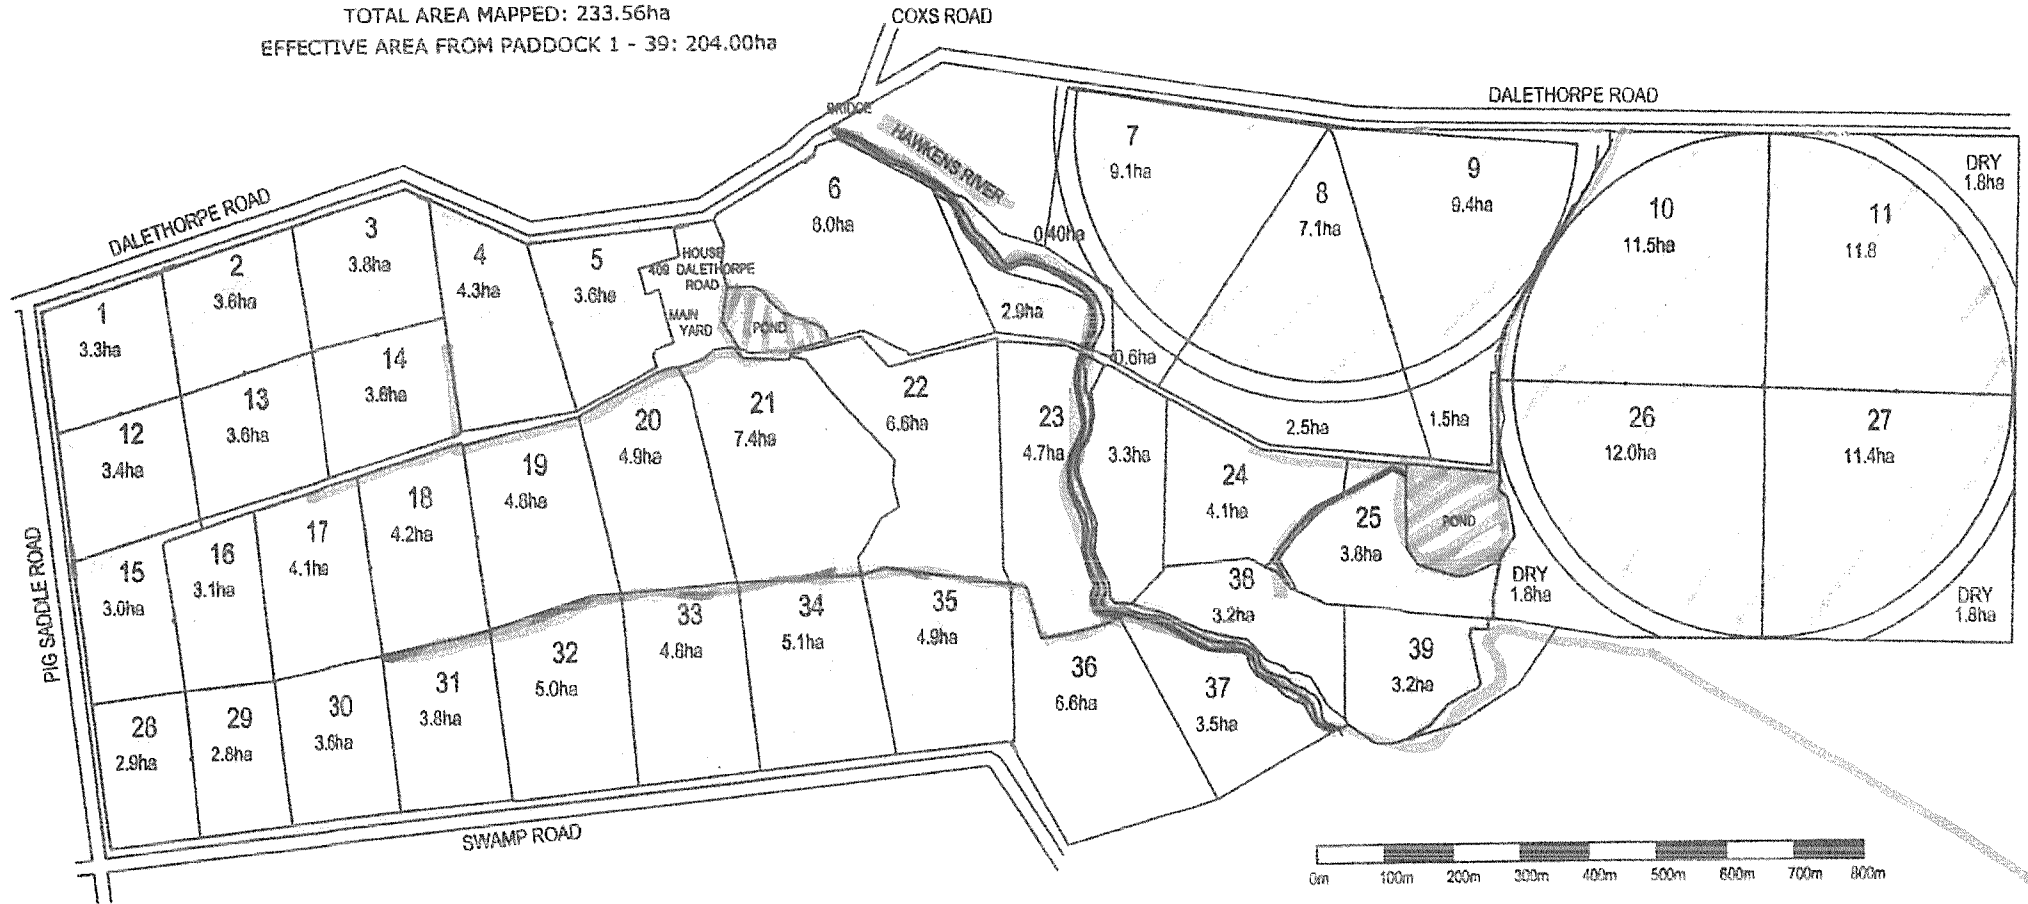 TOTAL AREA MAPPED: 233.56ha
EFFECTIVE AREA FROM PADDOCK 1 - 39: 204.00ha
COXS ROAD
DALETHORPE ROAD
BRIDGE
HAWKENS RIVER
DALETHORPE ROAD
7
9.1ha
8
7.1ha
9
9.4ha
10
11.5ha
11
11.8
DRY
1.8ha
6
8.0ha
0.40ha
2.9ha
0.6ha
1
3.3ha
2
3.6ha
3
3.8ha
4
4.3ha
5
3.6ha
HOUSE
409 DALETHORPE
ROAD
MAIN
YARD
POND
12
3.4ha
13
3.6ha
14
3.6ha
20
4.9ha
21
7.4ha
22
6.6ha
23
4.7ha
3.3ha
2.5ha
1.5ha
26
12.0ha
27
11.4ha
24
4.1ha
25
3.8ha
POND
PIG SADDLE ROAD
15
3.0ha
16
3.1ha
17
4.1ha
18
4.2ha
19
4.8ha
38
3.2ha
DRY
1.8ha
DRY
1.8ha
28
2.9ha
29
2.8ha
30
3.6ha
31
3.8ha
32
5.0ha
33
4.8ha
34
5.1ha
35
4.9ha
36
6.6ha
37
3.5ha
39
3.2ha
SWAMP ROAD
0m 100m 200m 300m 400m 500m 600m 700m 800m